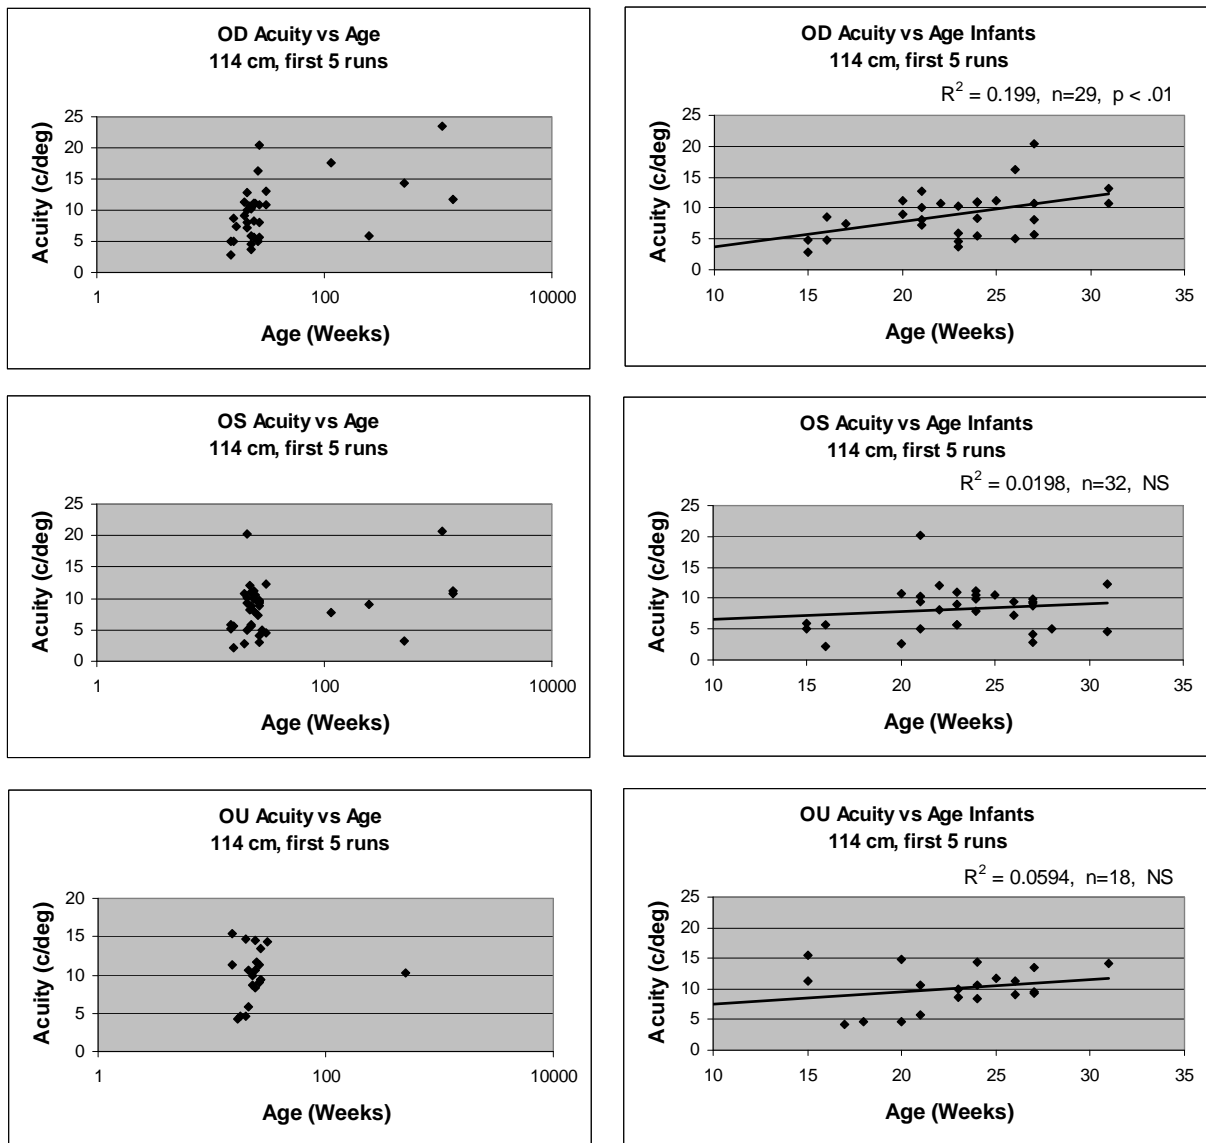 OD Acuity vs Age
114 cm, first 5 runs
25
20
15
10
5
0
Acuity (c/deg)
1 100 10000
Age (Weeks)
OD Acuity vs Age Infants
114 cm, first 5 runs
R² = 0.199, n=29, p < .01
25
20
15
10
5
0
Acuity (c/deg)
10 15 20 25 30 35
Age (Weeks)
OS Acuity vs Age
114 cm, first 5 runs
25
20
15
10
5
0
Acuity (c/deg)
1 100 10000
Age (Weeks)
OS Acuity vs Age Infants
114 cm, first 5 runs
R² = 0.0198, n=32, NS
25
20
15
10
5
0
Acuity (c/deg)
10 15 20 25 30 35
Age (Weeks)
OU Acuity vs Age
114 cm, first 5 runs
20
15
10
5
0
Acuity (c/deg)
1 100 10000
Age (Weeks)
OU Acuity vs Age Infants
114 cm, first 5 runs
R² = 0.0594, n=18, NS
25
20
15
10
5
0
Acuity (c/deg)
10 15 20 25 30 35
Age (Weeks)